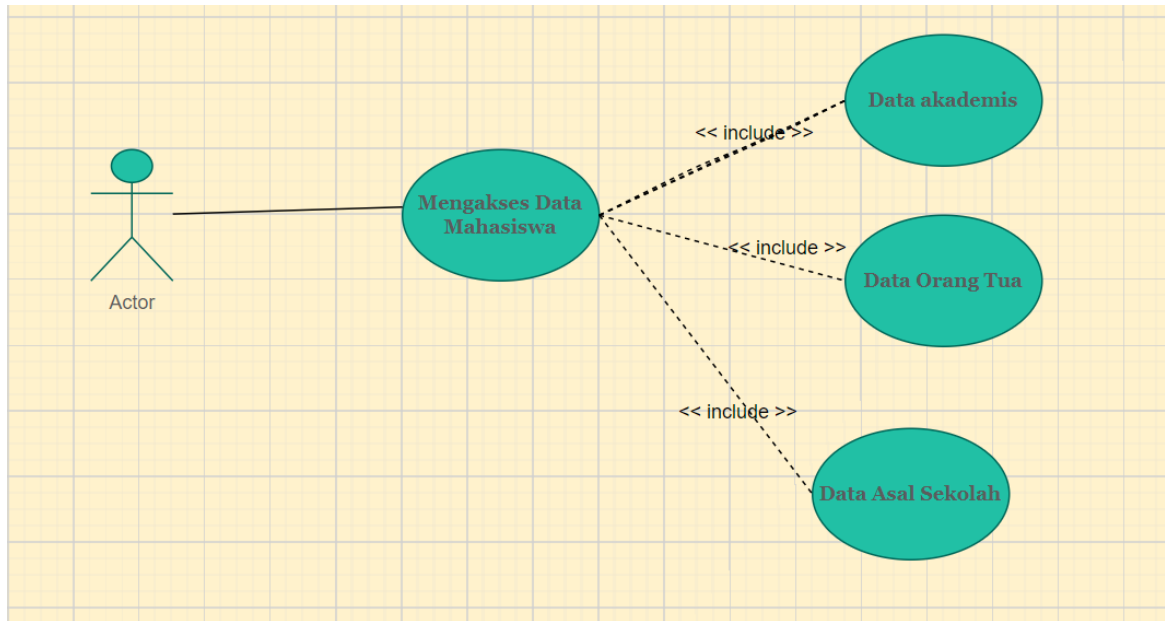 Data akademis
<< include >>
Mengakses Data
Mahasiswa
<< include >>
Data Orang Tua
Actor
<< include >>
Data Asal Sekolah